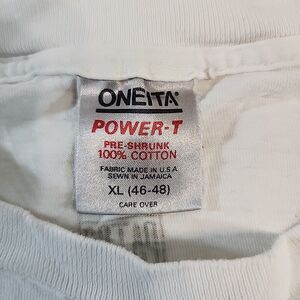 ONEITA®
POWER-T
PRE-SHRUNK
100% COTTON
FABRIC MADE IN U.S.A
SEWN IN JAMAICA
XL (46-48)
CARE OVER